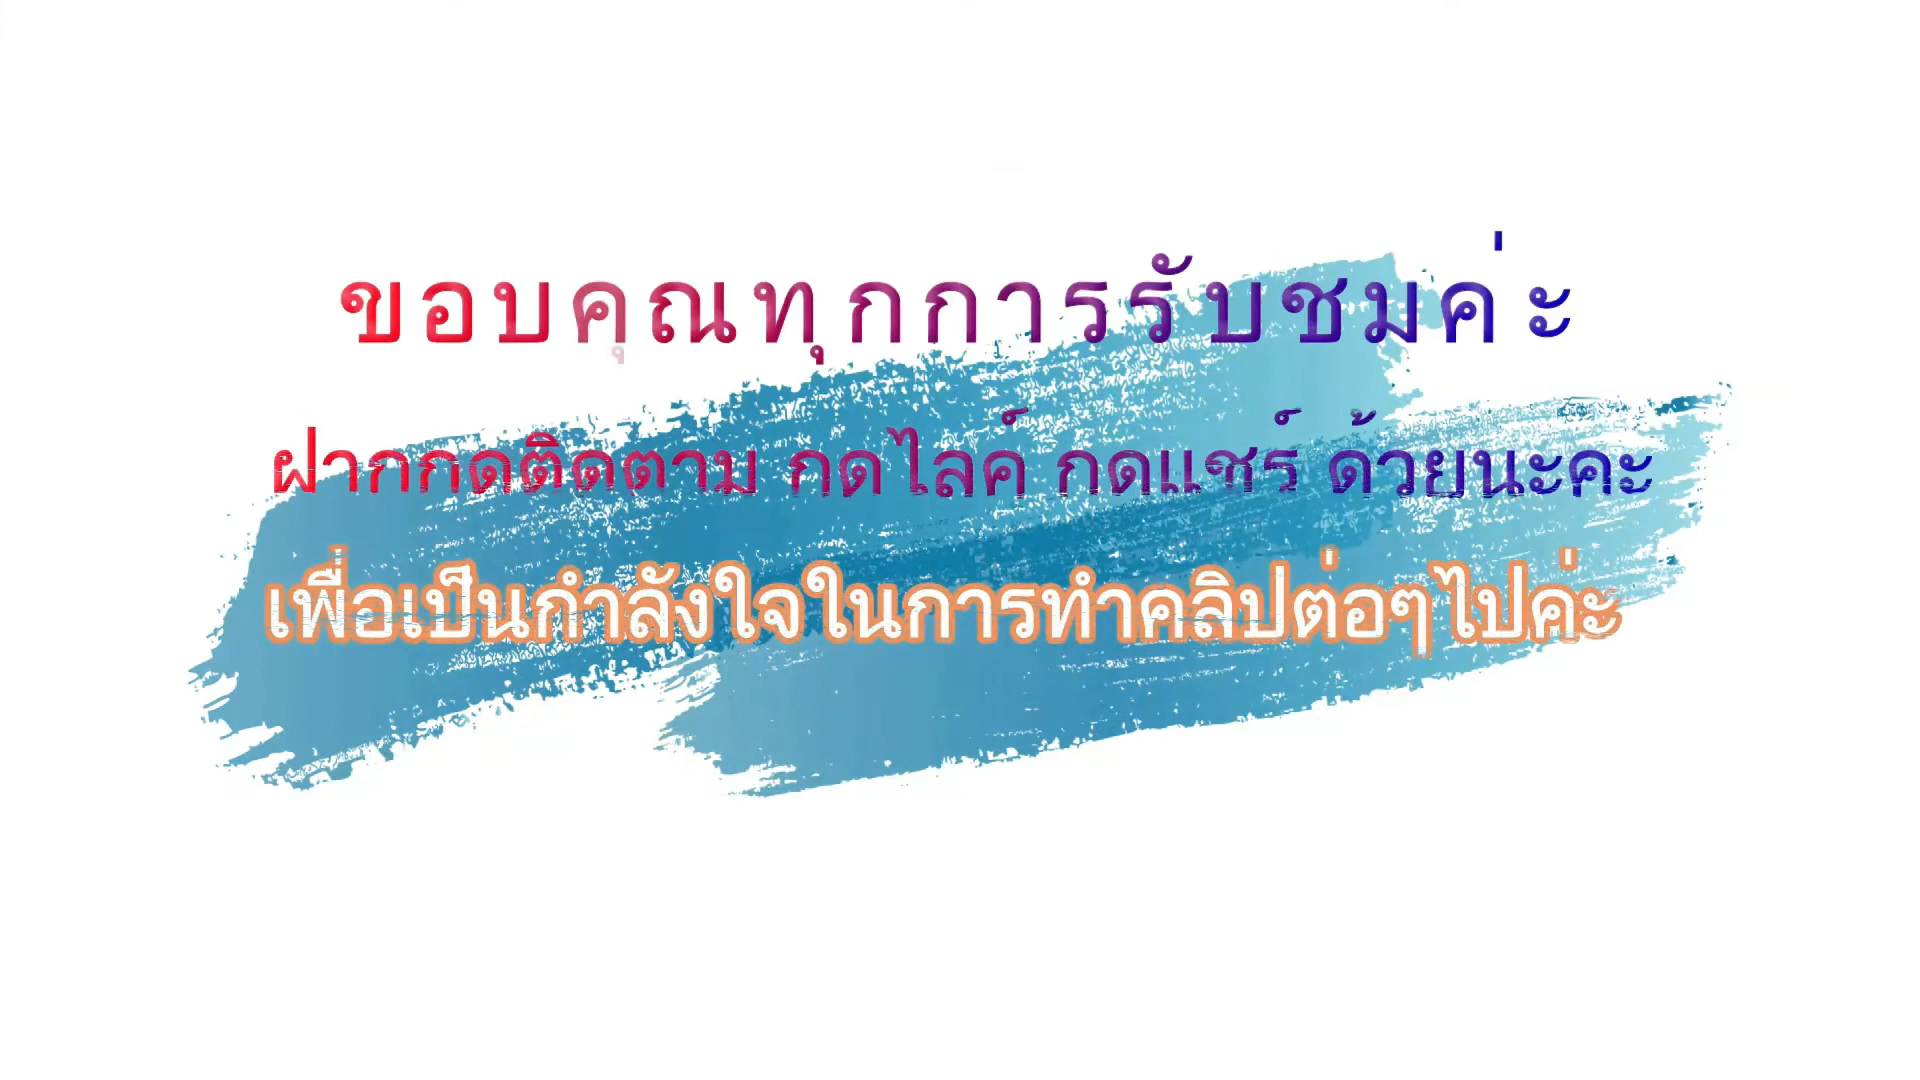 ขอบคุณทุกการรับชมค่ะ
ฝากกดติดตาม กดไลค์ กดแชร์ ด้วยนะคะ
เพื่อเป็นกำลังใจในการทำคลิปต่อๆไปค่ะ